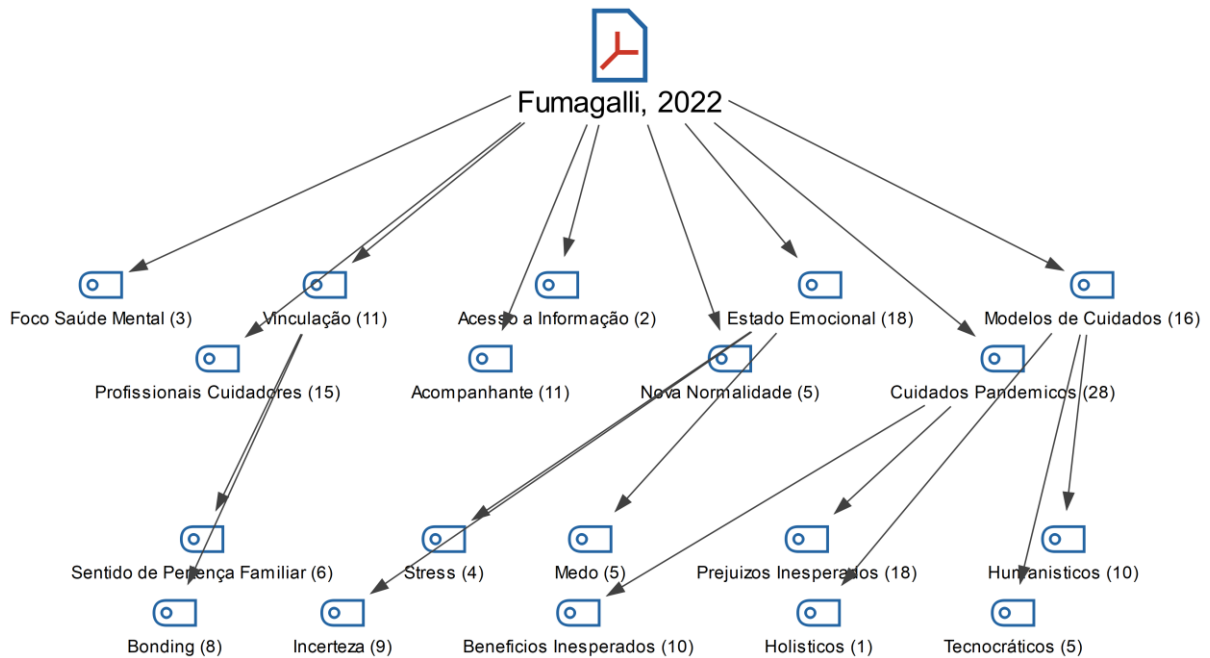 Fumagalli, 2022
Foco Saúde Mental (3)
Vinculação (11)
Acesso a Informação (2)
Estado Emocional (18)
Modelos de Cuidados (16)
Profissionais Cuidadores (15)
Acompanhante (11)
Nova Normalidade (5)
Cuidados Pandemicos (28)
Sentido de Pertença Familiar (6)
Stress (4)
Medo (5)
Prejuizos Inesperados (18)
Humanisticos (10)
Bonding (8)
Incerteza (9)
Beneficios Inesperados (10)
Holisticos (1)
Tecnocráticos (5)